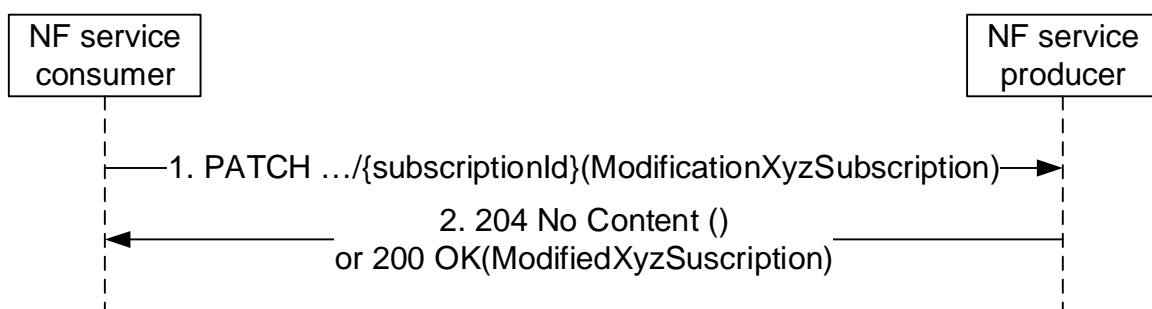 NF service
consumer
NF service
producer
1. PATCH …/{subscriptionId}(ModificationXyzSubscription)
2. 204 No Content ()
or 200 OK(ModifiedXyzSuscription)